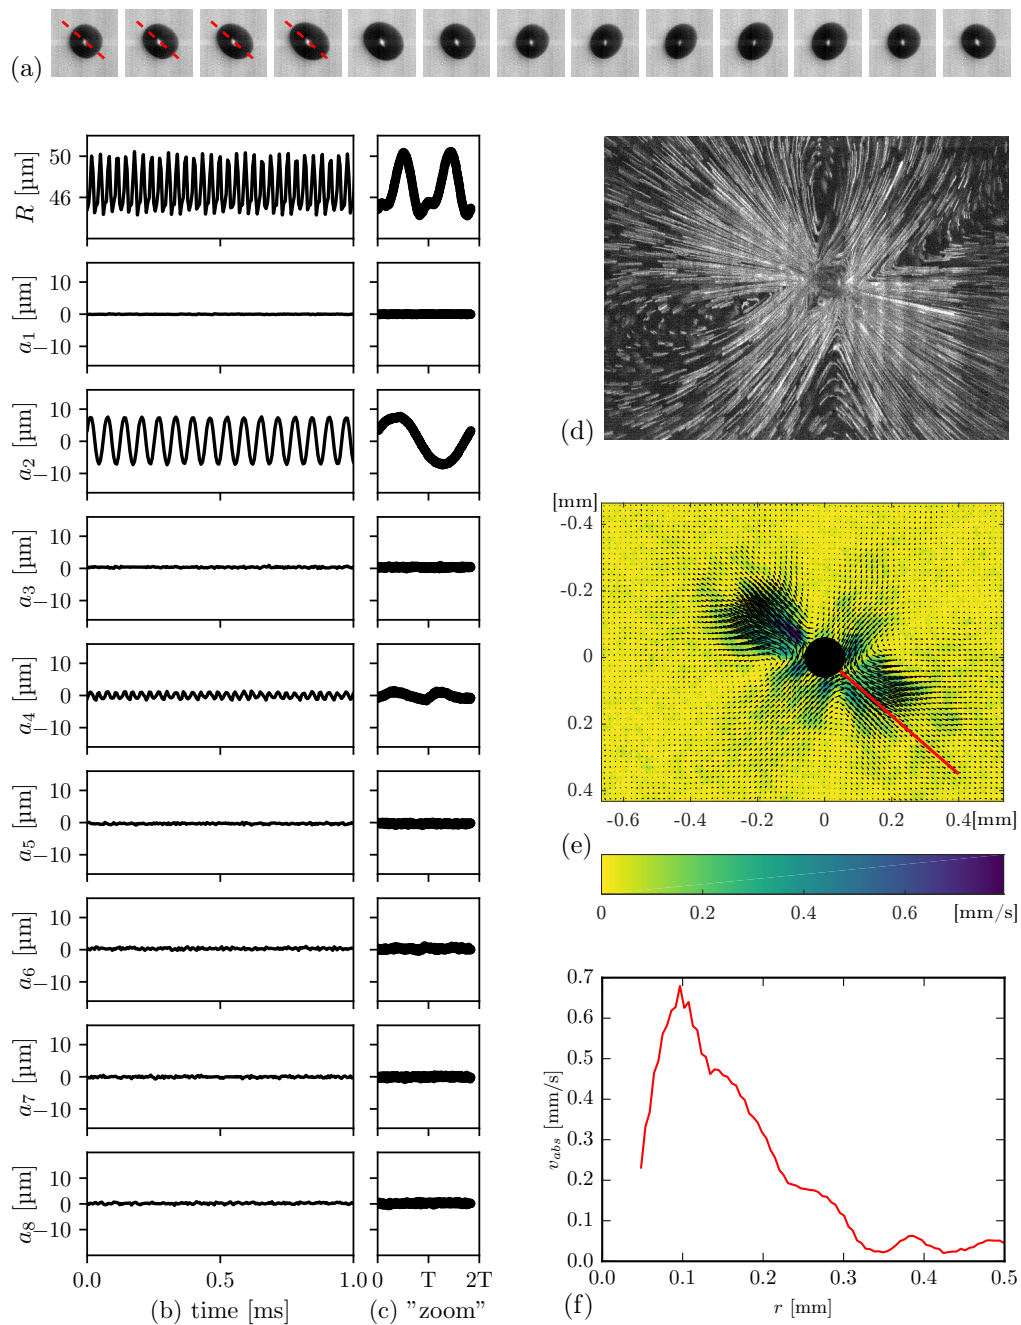 (a)
R [µm]
50
46
a1 [µm]
10
0
−10
a2 [µm]
10
0
−10
a3 [µm]
10
0
−10
a4 [µm]
10
0
−10
a5 [µm]
10
0
−10
a6 [µm]
10
0
−10
a7 [µm]
10
0
−10
a8 [µm]
10
0
−10
0.0 0.5 1.0
(b) time [ms]
0 T 2T
(c) ”zoom”
(d)
[mm]
-0.4
-0.2
0
0.2
0.4
-0.6 -0.4 -0.2 0 0.2 0.4 [mm]
(e)
0 0.2 0.4 0.6 [mm/s]
v_abs [mm/s]
0.7
0.6
0.5
0.4
0.3
0.2
0.1
0.0
0.0 0.1 0.2 0.3 0.4 0.5
(f) r [mm]